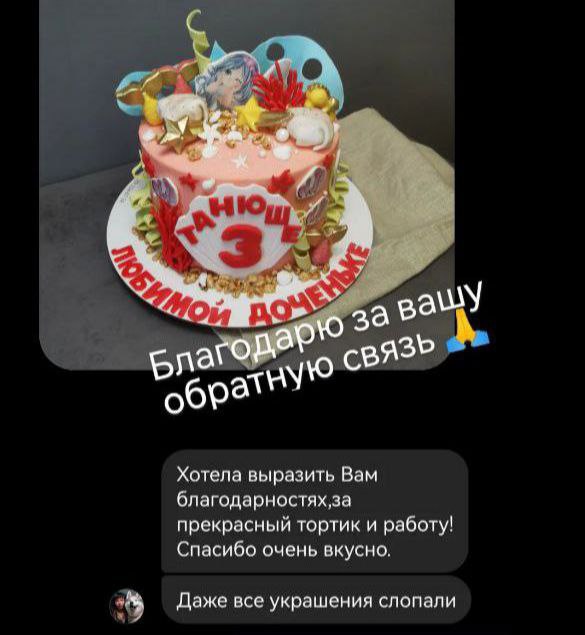 ТАНЮШЕ
3
ЛЮБИМОЙ ДОЧЕНЬКЕ
Благодарю за вашу
обратную связь 🙏
Хотела выразить Вам
благодарностях,за
прекрасный тортик и работу!
Спасибо очень вкусно.
Даже все украшения слопали